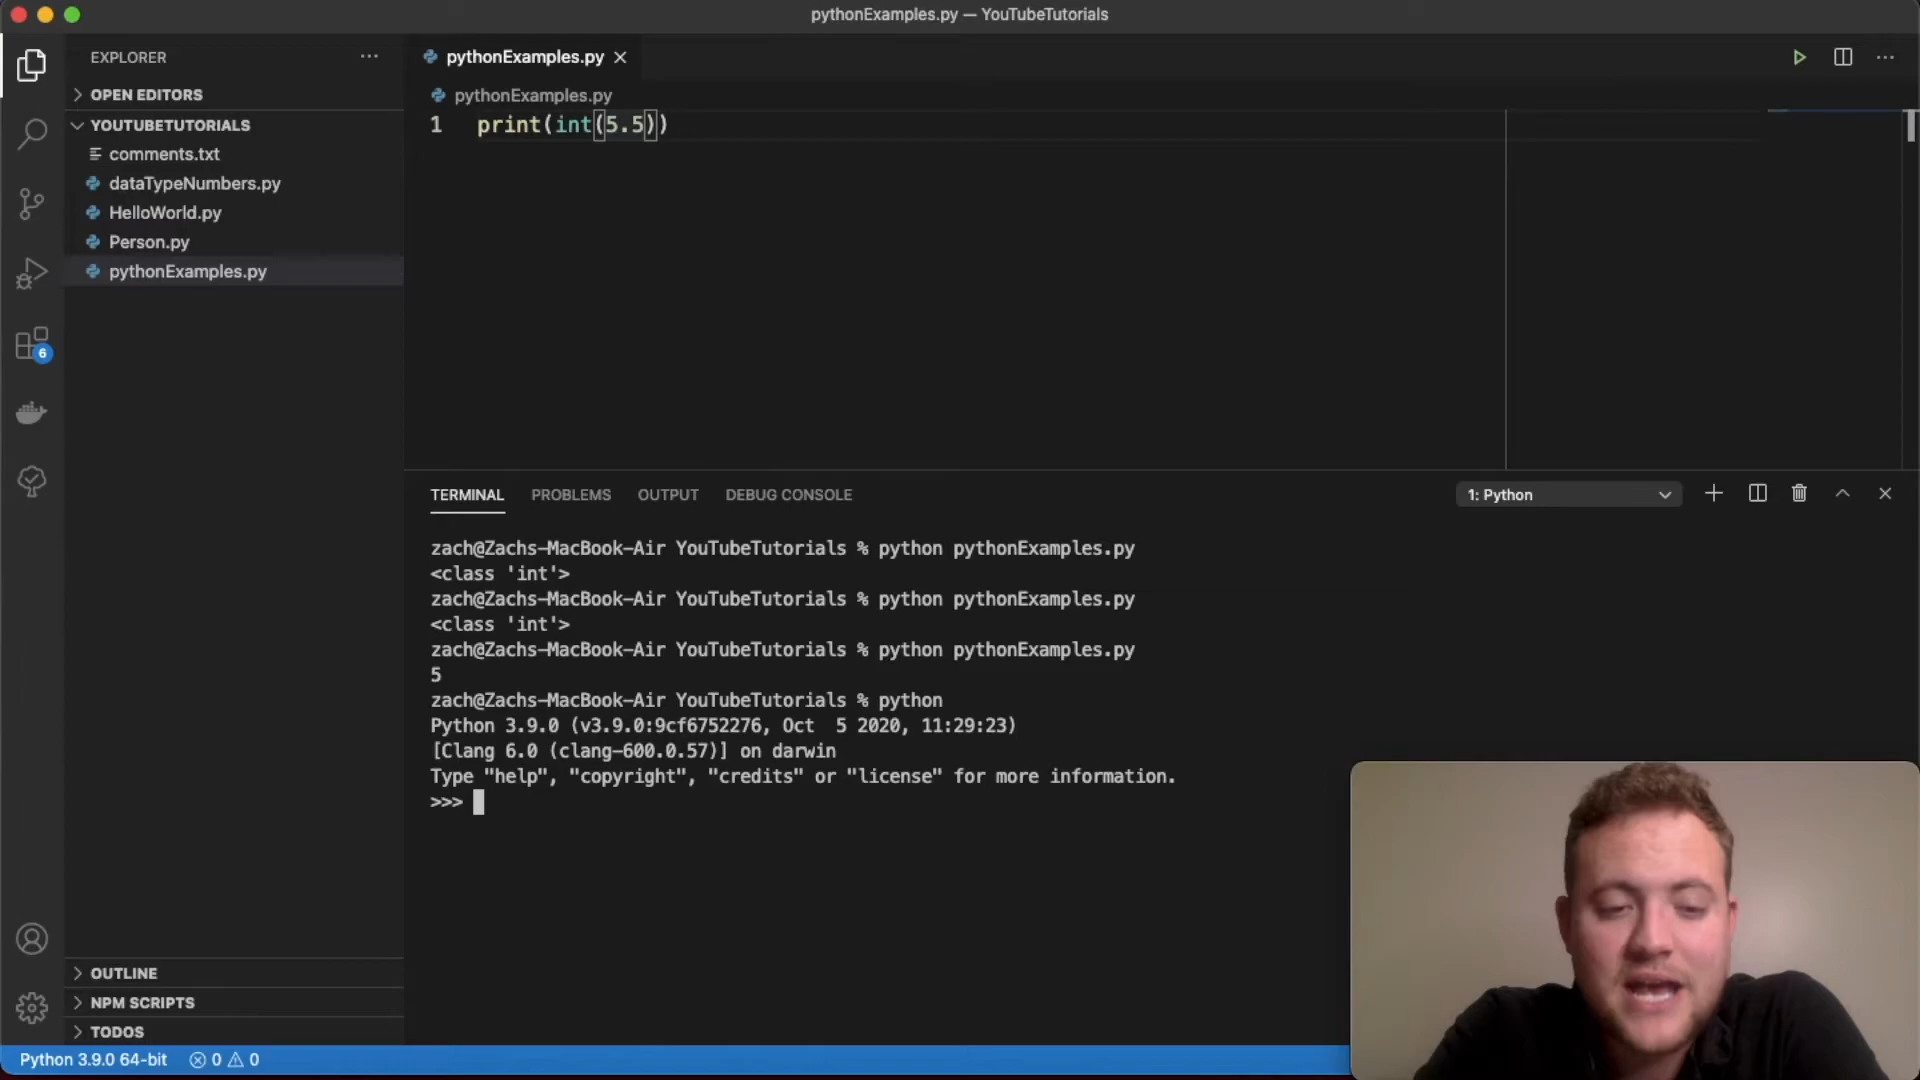 pythonExamples.py — YouTubeTutorials
EXPLORER
OPEN EDITORS
YOUTUBETUTORIALS
comments.txt
dataTypeNumbers.py
HelloWorld.py
Person.py
pythonExamples.py
6
OUTLINE
NPM SCRIPTS
TODOS
pythonExamples.py
pythonExamples.py
1 print(int(5.5))
TERMINAL PROBLEMS OUTPUT DEBUG CONSOLE 1: Python
zach@Zachs-MacBook-Air YouTubeTutorials % python pythonExamples.py
<class 'int'>
zach@Zachs-MacBook-Air YouTubeTutorials % python pythonExamples.py
<class 'int'>
zach@Zachs-MacBook-Air YouTubeTutorials % python pythonExamples.py
5
zach@Zachs-MacBook-Air YouTubeTutorials % python
Python 3.9.0 (v3.9.0:9cf6752276, Oct  5 2020, 11:29:23)
[Clang 6.0 (clang-600.0.57)] on darwin
Type "help", "copyright", "credits" or "license" for more information.
>>>
Python 3.9.0 64-bit 0 0